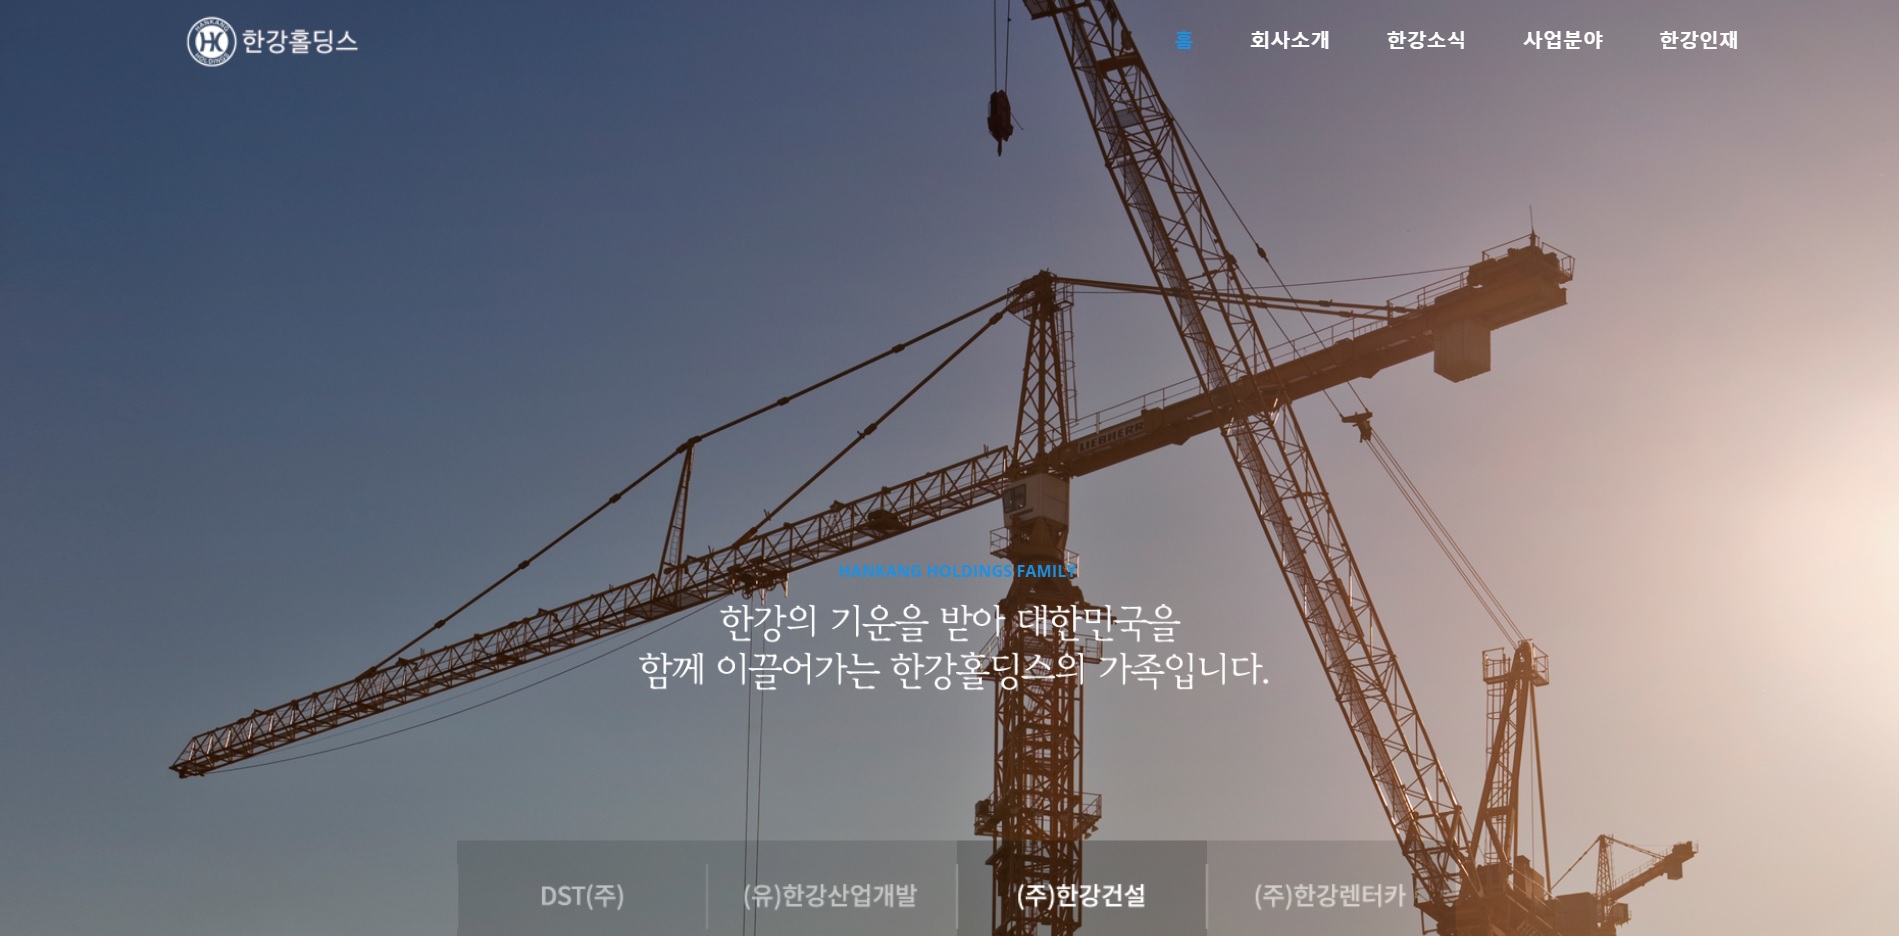 HANKANG HOLDINGS
HK
한강홀딩스
홈
회사소개
한강소식
사업분야
한강인재
LIEBHERR
HANKANG HOLDINGS FAMILY
한강의 기운을 받아 대한민국을
함께 이끌어가는 한강홀딩스의 가족입니다.
DST(주)
(유)한강산업개발
(주)한강건설
(주)한강렌터카